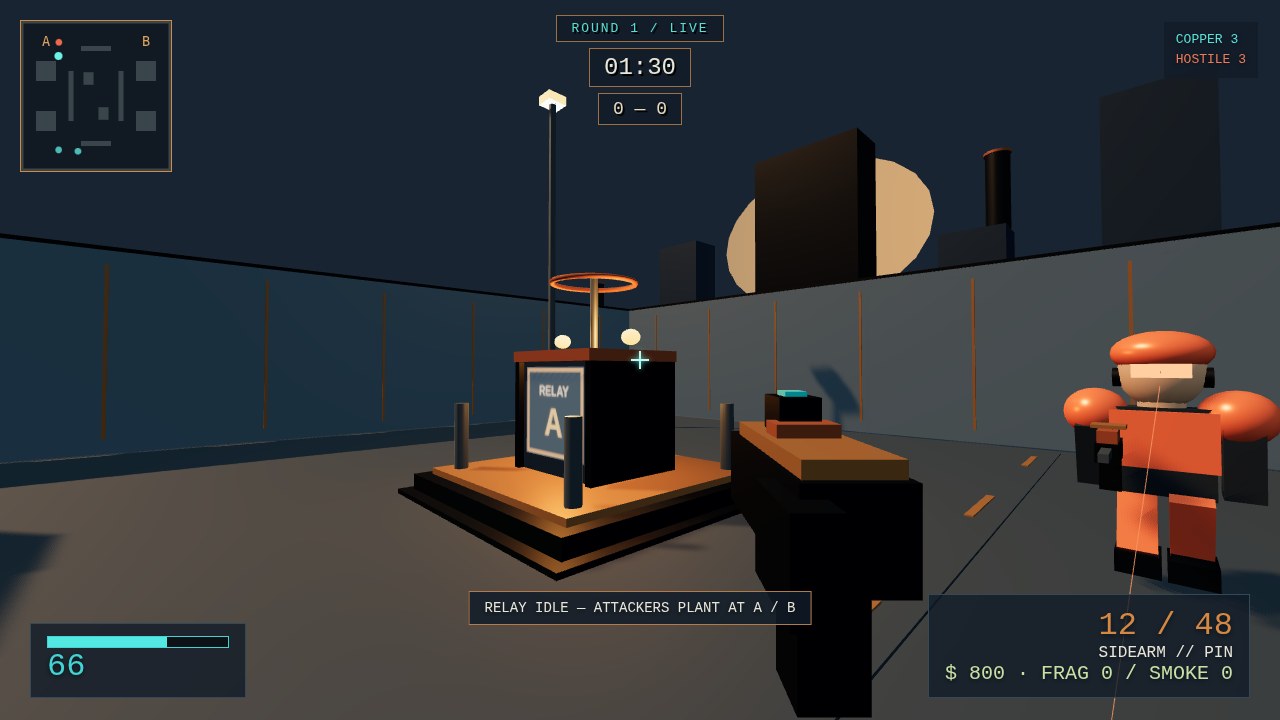 A B
ROUND 1 / LIVE
01:30
0 — 0
COPPER 3
HOSTILE 3
RELAY
A
RELAY IDLE — ATTACKERS PLANT AT A / B
66
12 / 48
SIDEARM // PIN
$ 800 · FRAG 0 / SMOKE 0